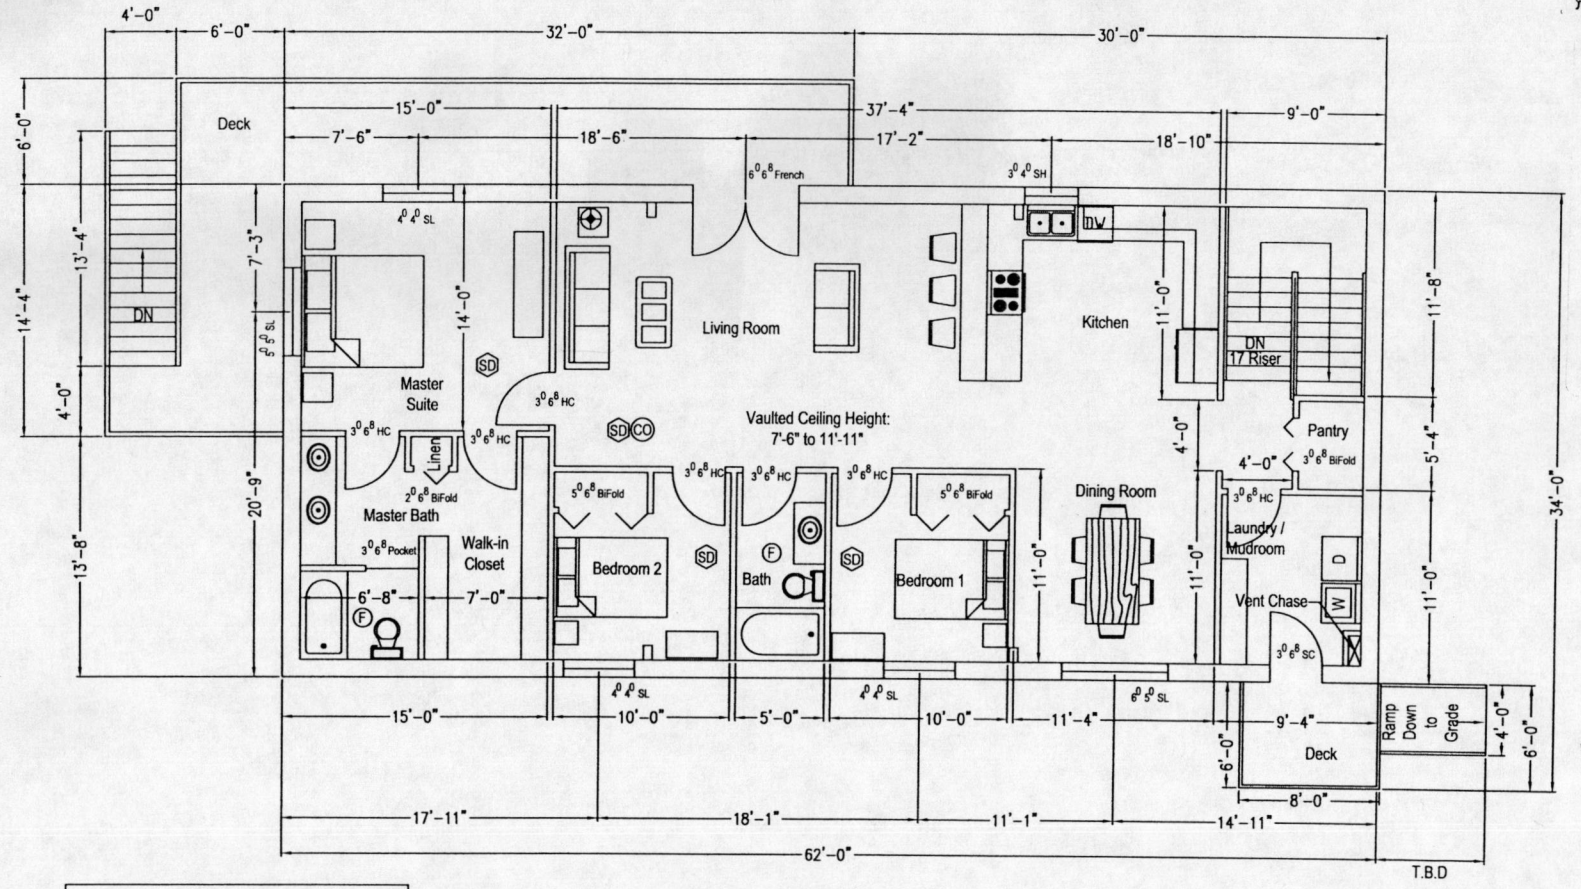 4'-0"
6'-0"
32'-0"
30'-0"
15'-0"
37'-4"
9'-0"
Deck
7'-6"
18'-6"
17'-2"
18'-10"
6'-0"
6⁰6⁸ French
3⁰4⁰ SH
4⁰4⁰ SL
DW
13'-4"
14'-4"
7'-3"
14'-0"
11'-0"
11'-8"
DN
5⁰5⁰ SL
Living Room
Kitchen
DN
17 Riser
SD
Master
Suite
4'-0"
3⁰6⁸ HC
Vaulted Ceiling Height:
7'-6" to 11'-11"
SD
CO
3⁰6⁸ HC
3⁰6⁸ HC
Linen
4'-0"
Pantry
3⁰6⁸ BiFold
5'-4"
4'-0"
3⁰6⁸ HC
3⁰6⁸ HC
3⁰6⁸ HC
2⁰6⁸ BiFold
5⁰6⁸ BiFold
5⁰6⁸ BiFold
Dining Room
3⁰6⁸ HC
34'-0"
20'-9"
Master Bath
Laundry /
Mudroom
3⁰6⁸ Pocket
Walk-in
Closet
13'-8"
SD
F
SD
Bedroom 2
Bath
Bedroom 1
11'-0"
11'-0"
11'-0"
D
6'-8"
7'-0"
F
Vent Chase
W
3⁰6⁸ SC
4⁰4⁰ SL
4⁰4⁰ SL
6⁰5⁰ SL
15'-0"
10'-0"
5'-0"
10'-0"
11'-4"
9'-4"
Ramp
Down
to
Grade
4'-0"
6'-0"
6'-0"
Deck
8'-0"
17'-11"
18'-1"
11'-1"
14'-11"
62'-0"
T.B.D